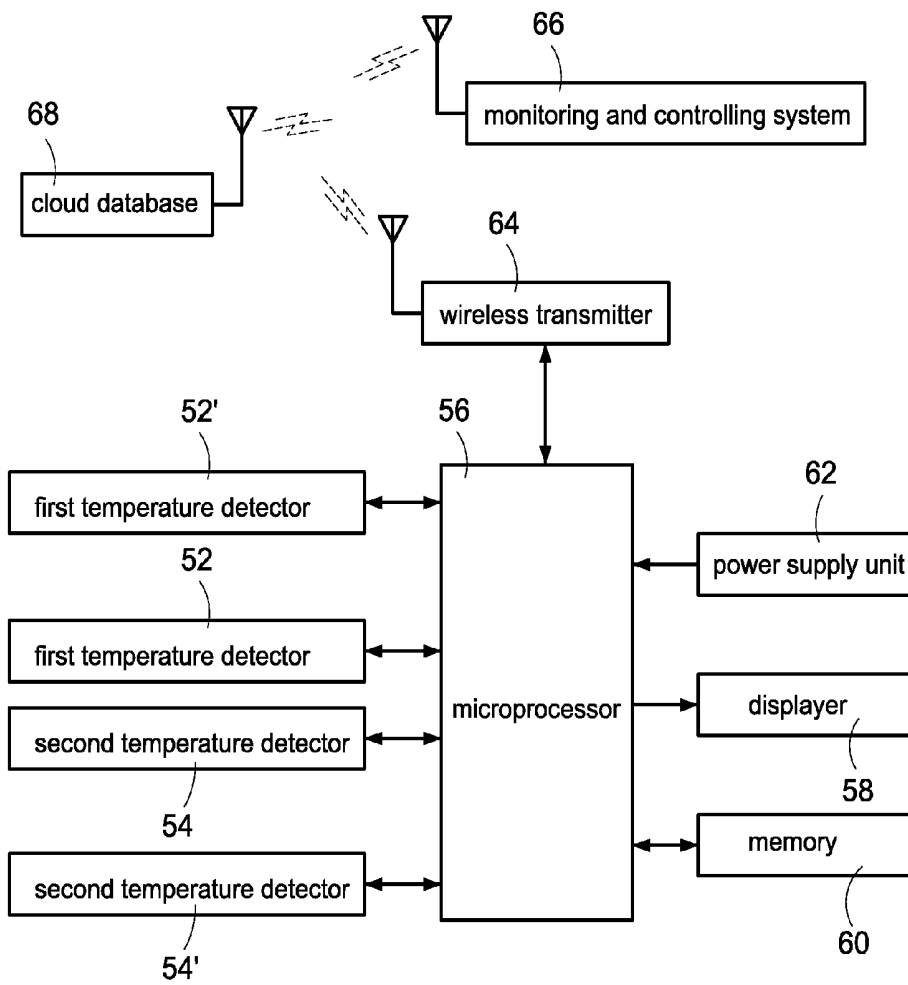 66
monitoring and controlling system
68
cloud database
64
wireless transmitter
52'
first temperature detector
56
62
power supply unit
52
first temperature detector
microprocessor
displayer
58
second temperature detector
54
memory
60
second temperature detector
54'